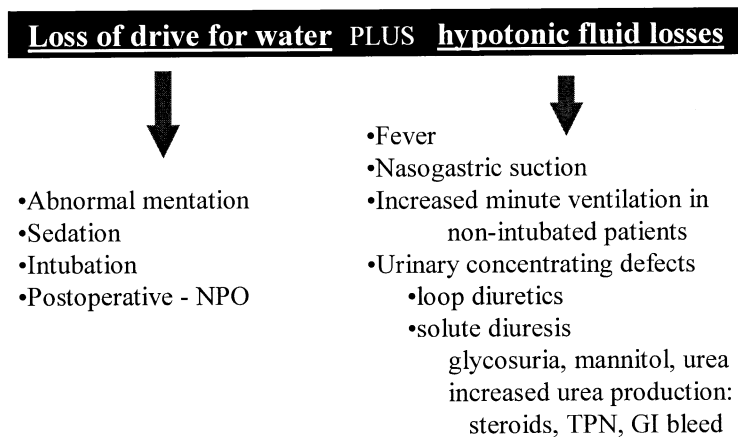 Loss of drive for water PLUS hypotonic fluid losses
•Abnormal mentation
•Sedation
•Intubation
•Postoperative - NPO
•Fever
•Nasogastric suction
•Increased minute ventilation in
non-intubated patients
•Urinary concentrating defects
•loop diuretics
•solute diuresis
glycosuria, mannitol, urea
increased urea production:
steroids, TPN, GI bleed